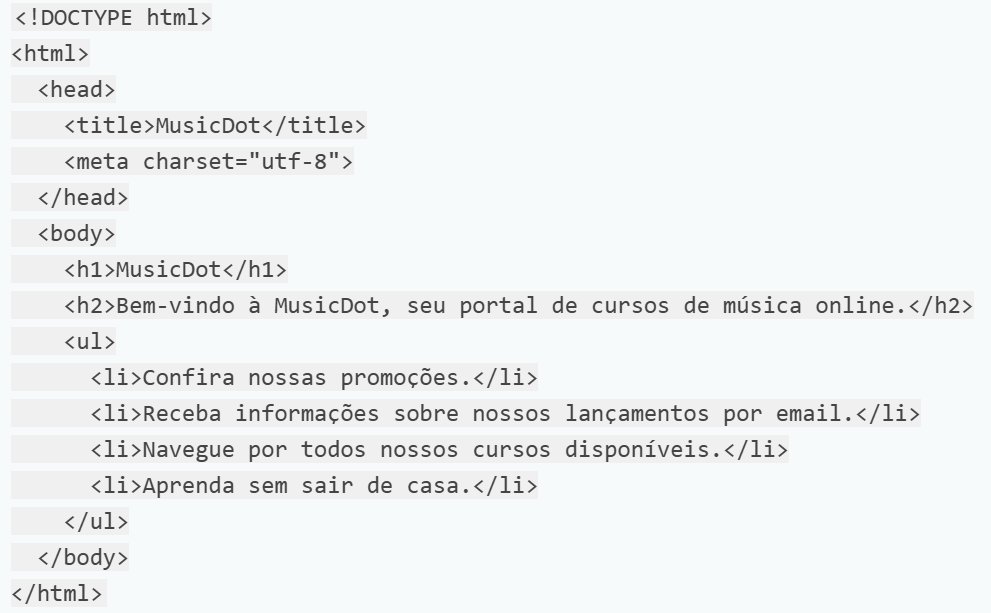 <!DOCTYPE html>
<html>
  <head>
    <title>MusicDot</title>
    <meta charset="utf-8">
  </head>
  <body>
    <h1>MusicDot</h1>
    <h2>Bem-vindo à MusicDot, seu portal de cursos de música online.</h2>
    <ul>
      <li>Confira nossas promoções.</li>
      <li>Receba informações sobre nossos lançamentos por email.</li>
      <li>Navegue por todos nossos cursos disponíveis.</li>
      <li>Aprenda sem sair de casa.</li>
    </ul>
  </body>
</html>